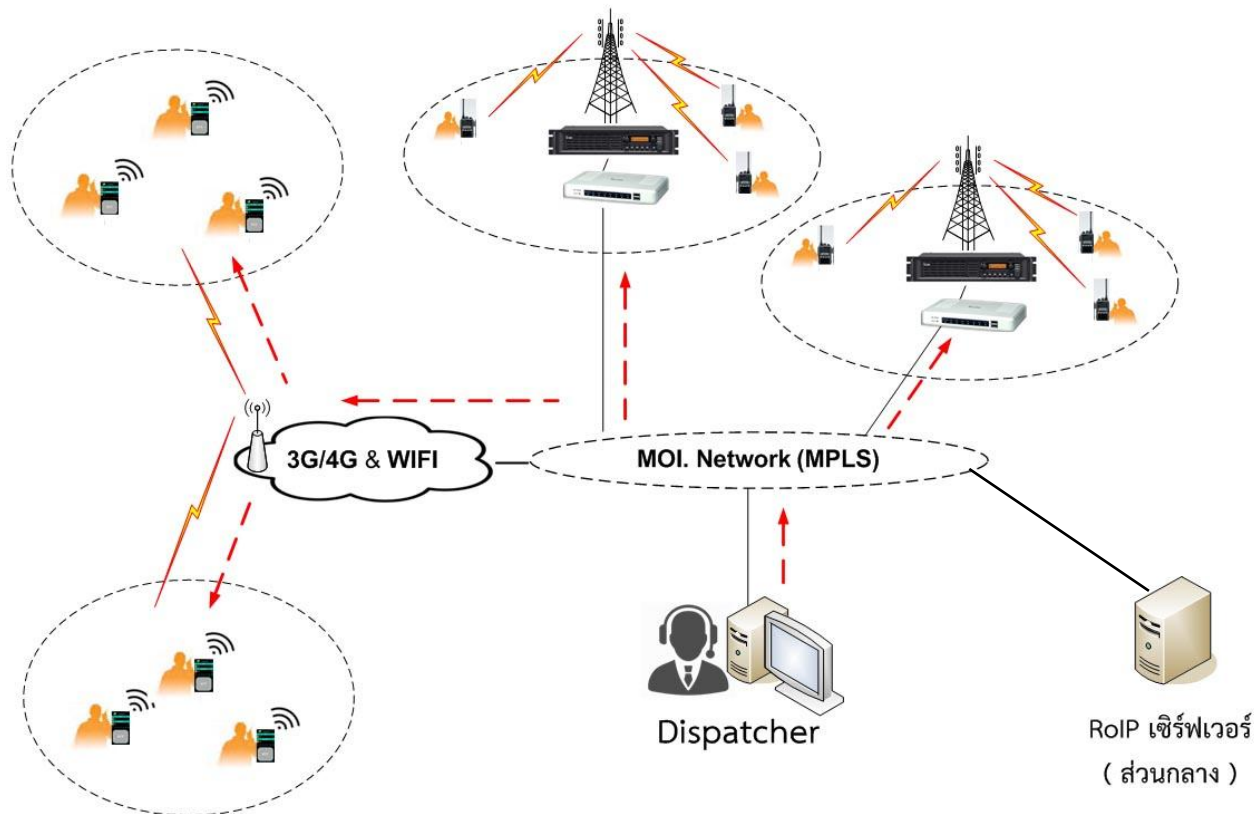 3G/4G & WIFI
MOI. Network (MPLS)
Dispatcher
RoIP เซิร์ฟเวอร์
( ส่วนกลาง )